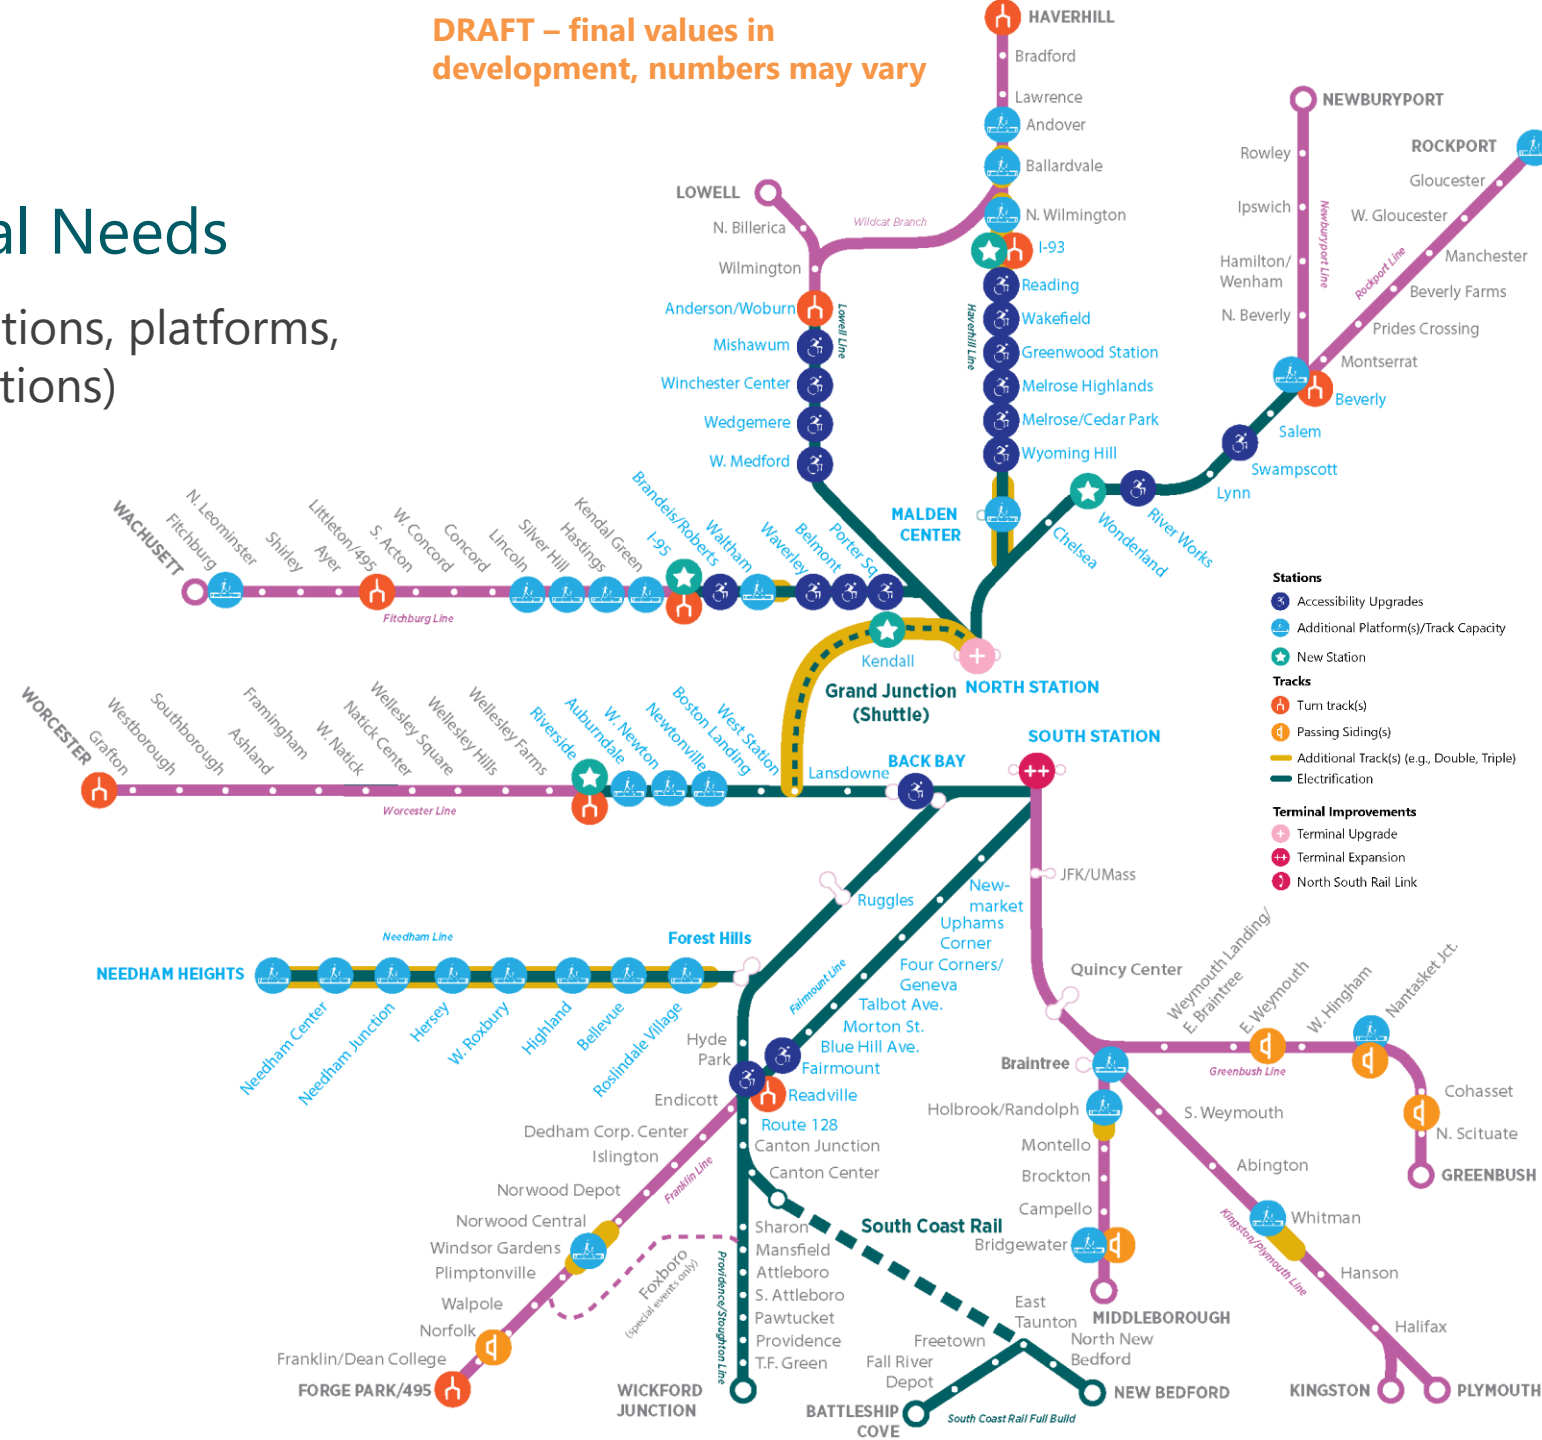 DRAFT – final values in
development, numbers may vary
al Needs
tions, platforms,
tions)
HAVERHILL
Bradford
Lawrence
Andover
Ballardvale
N. Wilmington
I-93
Reading
Wakefield
Greenwood Station
Melrose Highlands
Melrose/Cedar Park
Wyoming Hill
MALDEN
CENTER
Haverhill Line
Wildcat Branch
LOWELL
N. Billerica
Wilmington
Anderson/Woburn
Mishawum
Winchester Center
Wedgemere
W. Medford
Lowell Line
NEWBURYPORT
Rowley
Ipswich
Hamilton/
Wenham
N. Beverly
Newburyport Line
ROCKPORT
Gloucester
W. Gloucester
Manchester
Beverly Farms
Prides Crossing
Montserrat
Rockport Line
Beverly
Salem
Swampscott
Lynn
River Works
Wonderland
Chelsea
WACHUSETT
Fitchburg
N. Leominster
Shirley
Ayer
Littleton/495
S. Acton
W. Concord
Concord
Lincoln
Silver Hill
Hastings
Kendal Green
I-95
Brandeis/Roberts
Waltham
Waverley
Belmont
Porter Sq.
Fitchburg Line
Kendall
Grand Junction
(Shuttle)
NORTH STATION
WORCESTER
Grafton
Westborough
Southborough
Ashland
Framingham
W. Natick
Natick Center
Wellesley Square
Wellesley Hills
Wellesley Farms
Riverside
Auburndale
W. Newton
Newtonville
Boston Landing
West Station
Lansdowne
BACK BAY
SOUTH STATION
Worcester Line
Stations
Accessibility Upgrades
Additional Platform(s)/Track Capacity
New Station
Tracks
Turn track(s)
Passing Siding(s)
Additional Track(s) (e.g., Double, Triple)
Electrification
Terminal Improvements
Terminal Upgrade
Terminal Expansion
North South Rail Link
Ruggles
Forest Hills
Needham Line
NEEDHAM HEIGHTS
Needham Center
Needham Junction
Hersey
W. Roxbury
Highland
Bellevue
Roslindale Village
New-
market
Uphams
Corner
Four Corners/
Geneva
Talbot Ave.
Morton St.
Blue Hill Ave.
Fairmount
Readville
Fairmount Line
Hyde
Park
Endicott
Dedham Corp. Center
Islington
Norwood Depot
Norwood Central
Windsor Gardens
Plimptonville
Walpole
Norfolk
Franklin/Dean College
FORGE PARK/495
Franklin Line
Foxboro
(special events only)
Route 128
Canton Junction
Canton Center
Sharon
Mansfield
Attleboro
S. Attleboro
Pawtucket
Providence
T.F. Green
WICKFORD
JUNCTION
Providence/Stoughton Line
South Coast Rail
East
Taunton
Freetown
Fall River
Depot
BATTLESHIP
COVE
North New
Bedford
NEW BEDFORD
South Coast Rail Full Build
JFK/UMass
Quincy Center
Braintree
Holbrook/Randolph
Montello
Brockton
Campello
Bridgewater
MIDDLEBOROUGH
Weymouth Landing/
E. Braintree
E. Weymouth
W. Hingham
Nantasket Jct.
Greenbush Line
Cohasset
N. Scituate
GREENBUSH
S. Weymouth
Abington
Whitman
Hanson
Halifax
Kingston/Plymouth Line
KINGSTON
PLYMOUTH